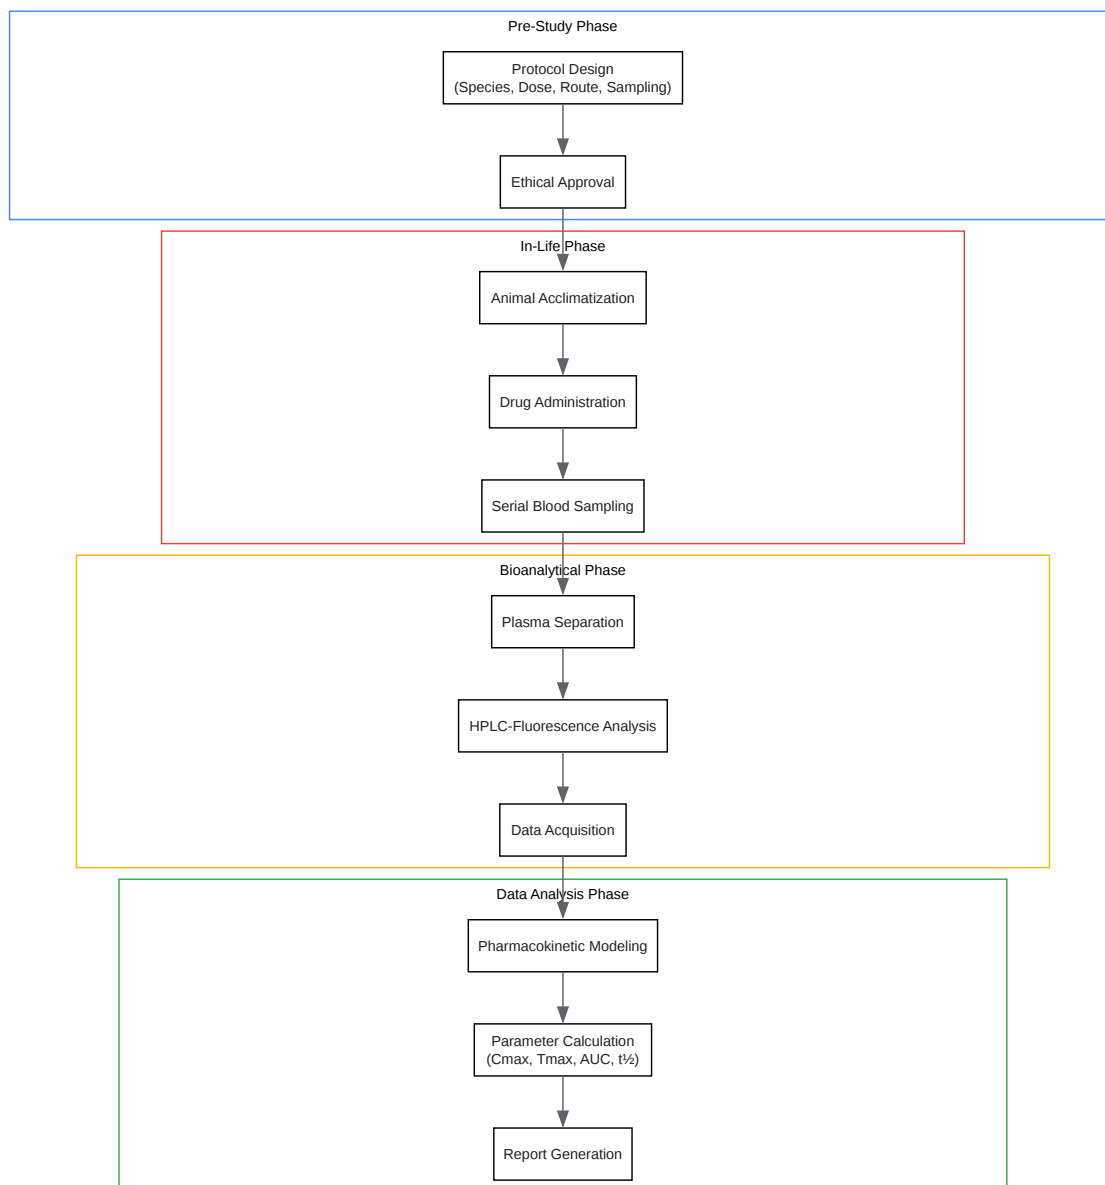 Pre-Study Phase
Protocol Design
(Species, Dose, Route, Sampling)
Ethical Approval
In-Life Phase
Animal Acclimatization
Drug Administration
Serial Blood Sampling
Bioanalytical Phase
Plasma Separation
HPLC-Fluorescence Analysis
Data Acquisition
Data Analysis Phase
Pharmacokinetic Modeling
Parameter Calculation
(Cmax, Tmax, AUC, t½)
Report Generation